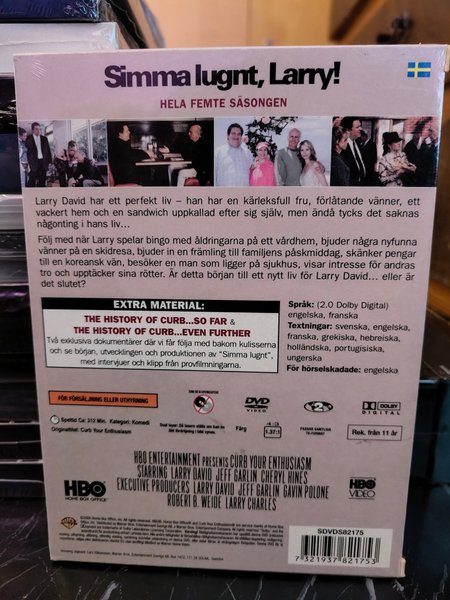 Simma lugnt, Larry!
HELA FEMTE SÄSONGEN
Larry David har ett perfekt liv – han har en kärleksfull fru, förlåtande vänner, ett
vackert hem och en sandwich uppkallad efter sig själv, men ändå tycks det saknas
någonting i hans liv...
Följ med när Larry spelar bingo med åldringarna på ett vårdhem, bjuder några nyfunna
vänner på en skidresa, bjuder in en främling till familjens påskmiddag, skänker pengar
till en koreansk vän, besöker en man som ligger på sjukhus, visar intresse för andras
tro och upptäcker sina rötter. Är detta början till ett nytt liv för Larry David... eller är
det slutet?
EXTRA MATERIAL:
THE HISTORY OF CURB...SO FAR &
THE HISTORY OF CURB...EVEN FURTHER
Två exklusiva dokumentärer där vi får följa med bakom kulisserna
och se början, utvecklingen och produktionen av "Simma lugnt",
med intervjuer och klipp från provfilmningarna.
Språk: (2.0 Dolby Digital)
engelska, franska
Textningar: svenska, engelska,
franska, grekiska, hebreiska,
holländska, portugisiska,
ungerska
För hörselskadade: engelska
FÖR FÖRSÄLJNING ELLER UTHYRNING
Speltid Ca: 312 Min. Kategori: Komedi
Originaltitel: Curb Your Enthusiasm
Färg
4:3
1.37:1
DVD
VIDEO
2
DOLBY
DIGITAL
Rek. från 11 år
HBO ENTERTAINMENT PRESENTS CURB YOUR ENTHUSIASM
STARRING LARRY DAVID JEFF GARLIN CHERYL HINES
EXECUTIVE PRODUCERS LARRY DAVID JEFF GARLIN GAVIN POLONE
ROBERT B. WEIDE LARRY CHARLES
HBO
HOME BOX OFFICE
HBO
VIDEO
SDVDS82175
7 321937 821753